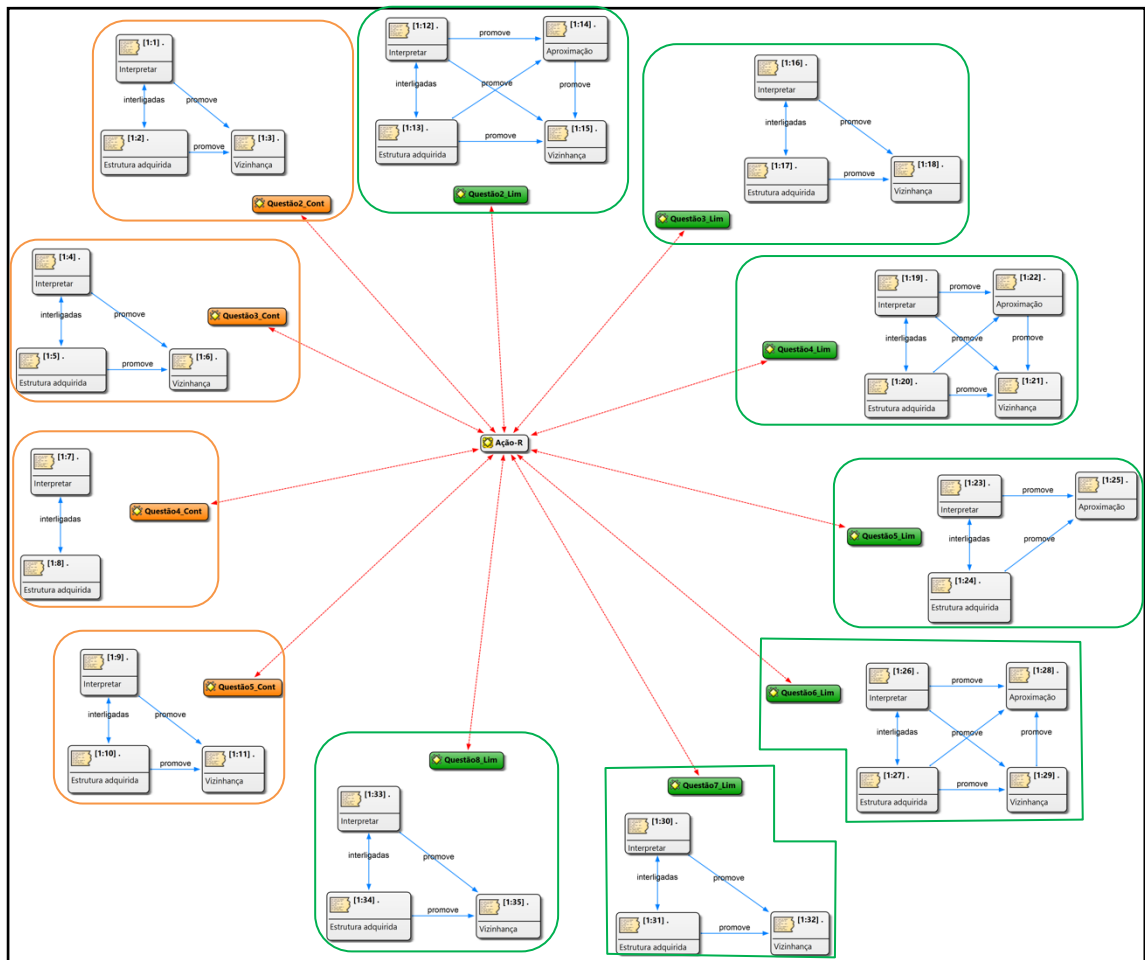 [1:1] .
Interpretar
interligadas
promove
[1:2] .
Estrutura adquirida
promove
[1:3] .
Vizinhança
Questão2_Cont
[1:12] .
Interpretar
promove
[1:14] .
Aproximação
interligadas
promove
promove
[1:13] .
Estrutura adquirida
promove
[1:15] .
Vizinhança
Questão2_Lim
[1:16] .
Interpretar
interligadas
promove
[1:17] .
Estrutura adquirida
promove
[1:18] .
Vizinhança
Questão3_Lim
[1:4] .
Interpretar
interligadas
promove
Questão3_Cont
[1:5] .
Estrutura adquirida
promove
[1:6] .
Vizinhança
[1:19] .
Interpretar
promove
[1:22] .
Aproximação
interligadas
promove
promove
Questão4_Lim
[1:20] .
Estrutura adquirida
promove
[1:21] .
Vizinhança
Ação-R
[1:7] .
Interpretar
interligadas
Questão4_Cont
[1:8] .
Estrutura adquirida
[1:23] .
Interpretar
promove
[1:25] .
Aproximação
interligadas
promove
Questão5_Lim
[1:24] .
Estrutura adquirida
[1:9] .
Interpretar
interligadas
promove
Questão5_Cont
[1:10] .
Estrutura adquirida
promove
[1:11] .
Vizinhança
Questão6_Lim
[1:26] .
Interpretar
promove
[1:28] .
Aproximação
interligadas
promove
promove
[1:27] .
Estrutura adquirida
promove
[1:29] .
Vizinhança
Questão8_Lim
[1:33] .
Interpretar
interligadas
promove
[1:34] .
Estrutura adquirida
promove
[1:35] .
Vizinhança
Questão7_Lim
[1:30] .
Interpretar
interligadas
promove
[1:31] .
Estrutura adquirida
promove
[1:32] .
Vizinhança